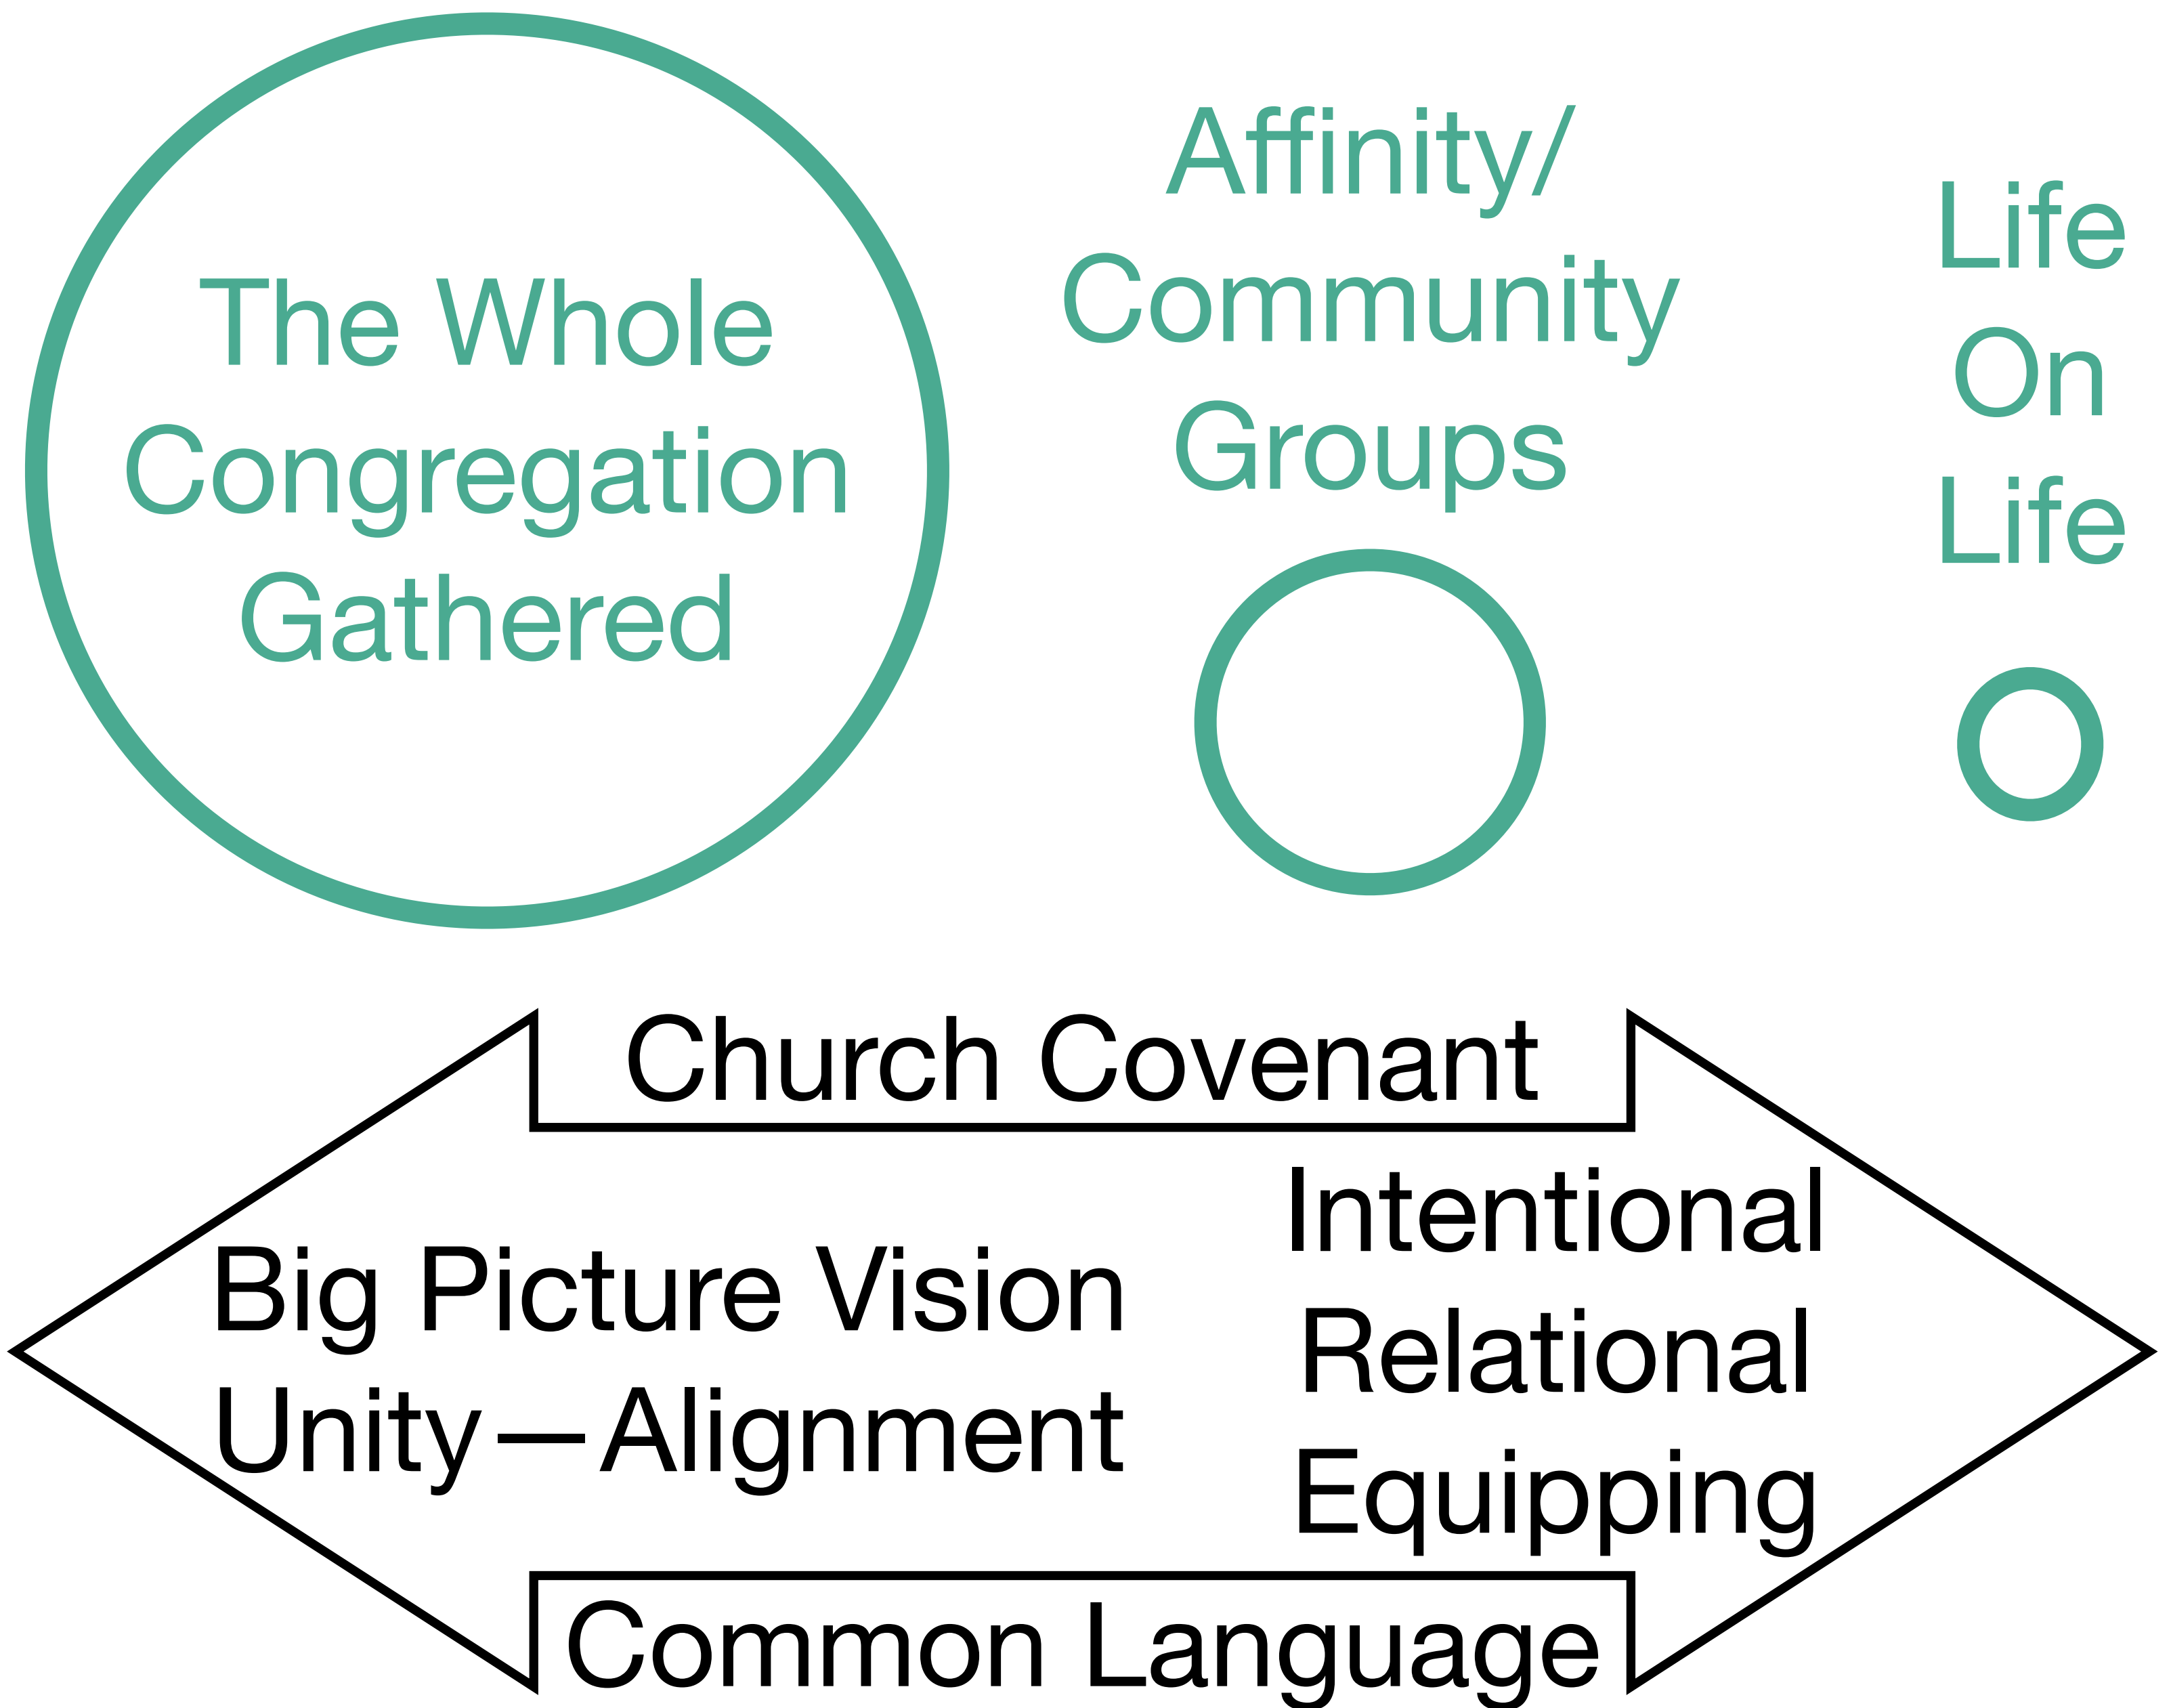 The Whole
Congregation
Gathered
Affinity/
Community
Groups
Life
On
Life
Church Covenant
Big Picture Vision
Unity—Alignment
Intentional
Relational
Equipping
Common Language